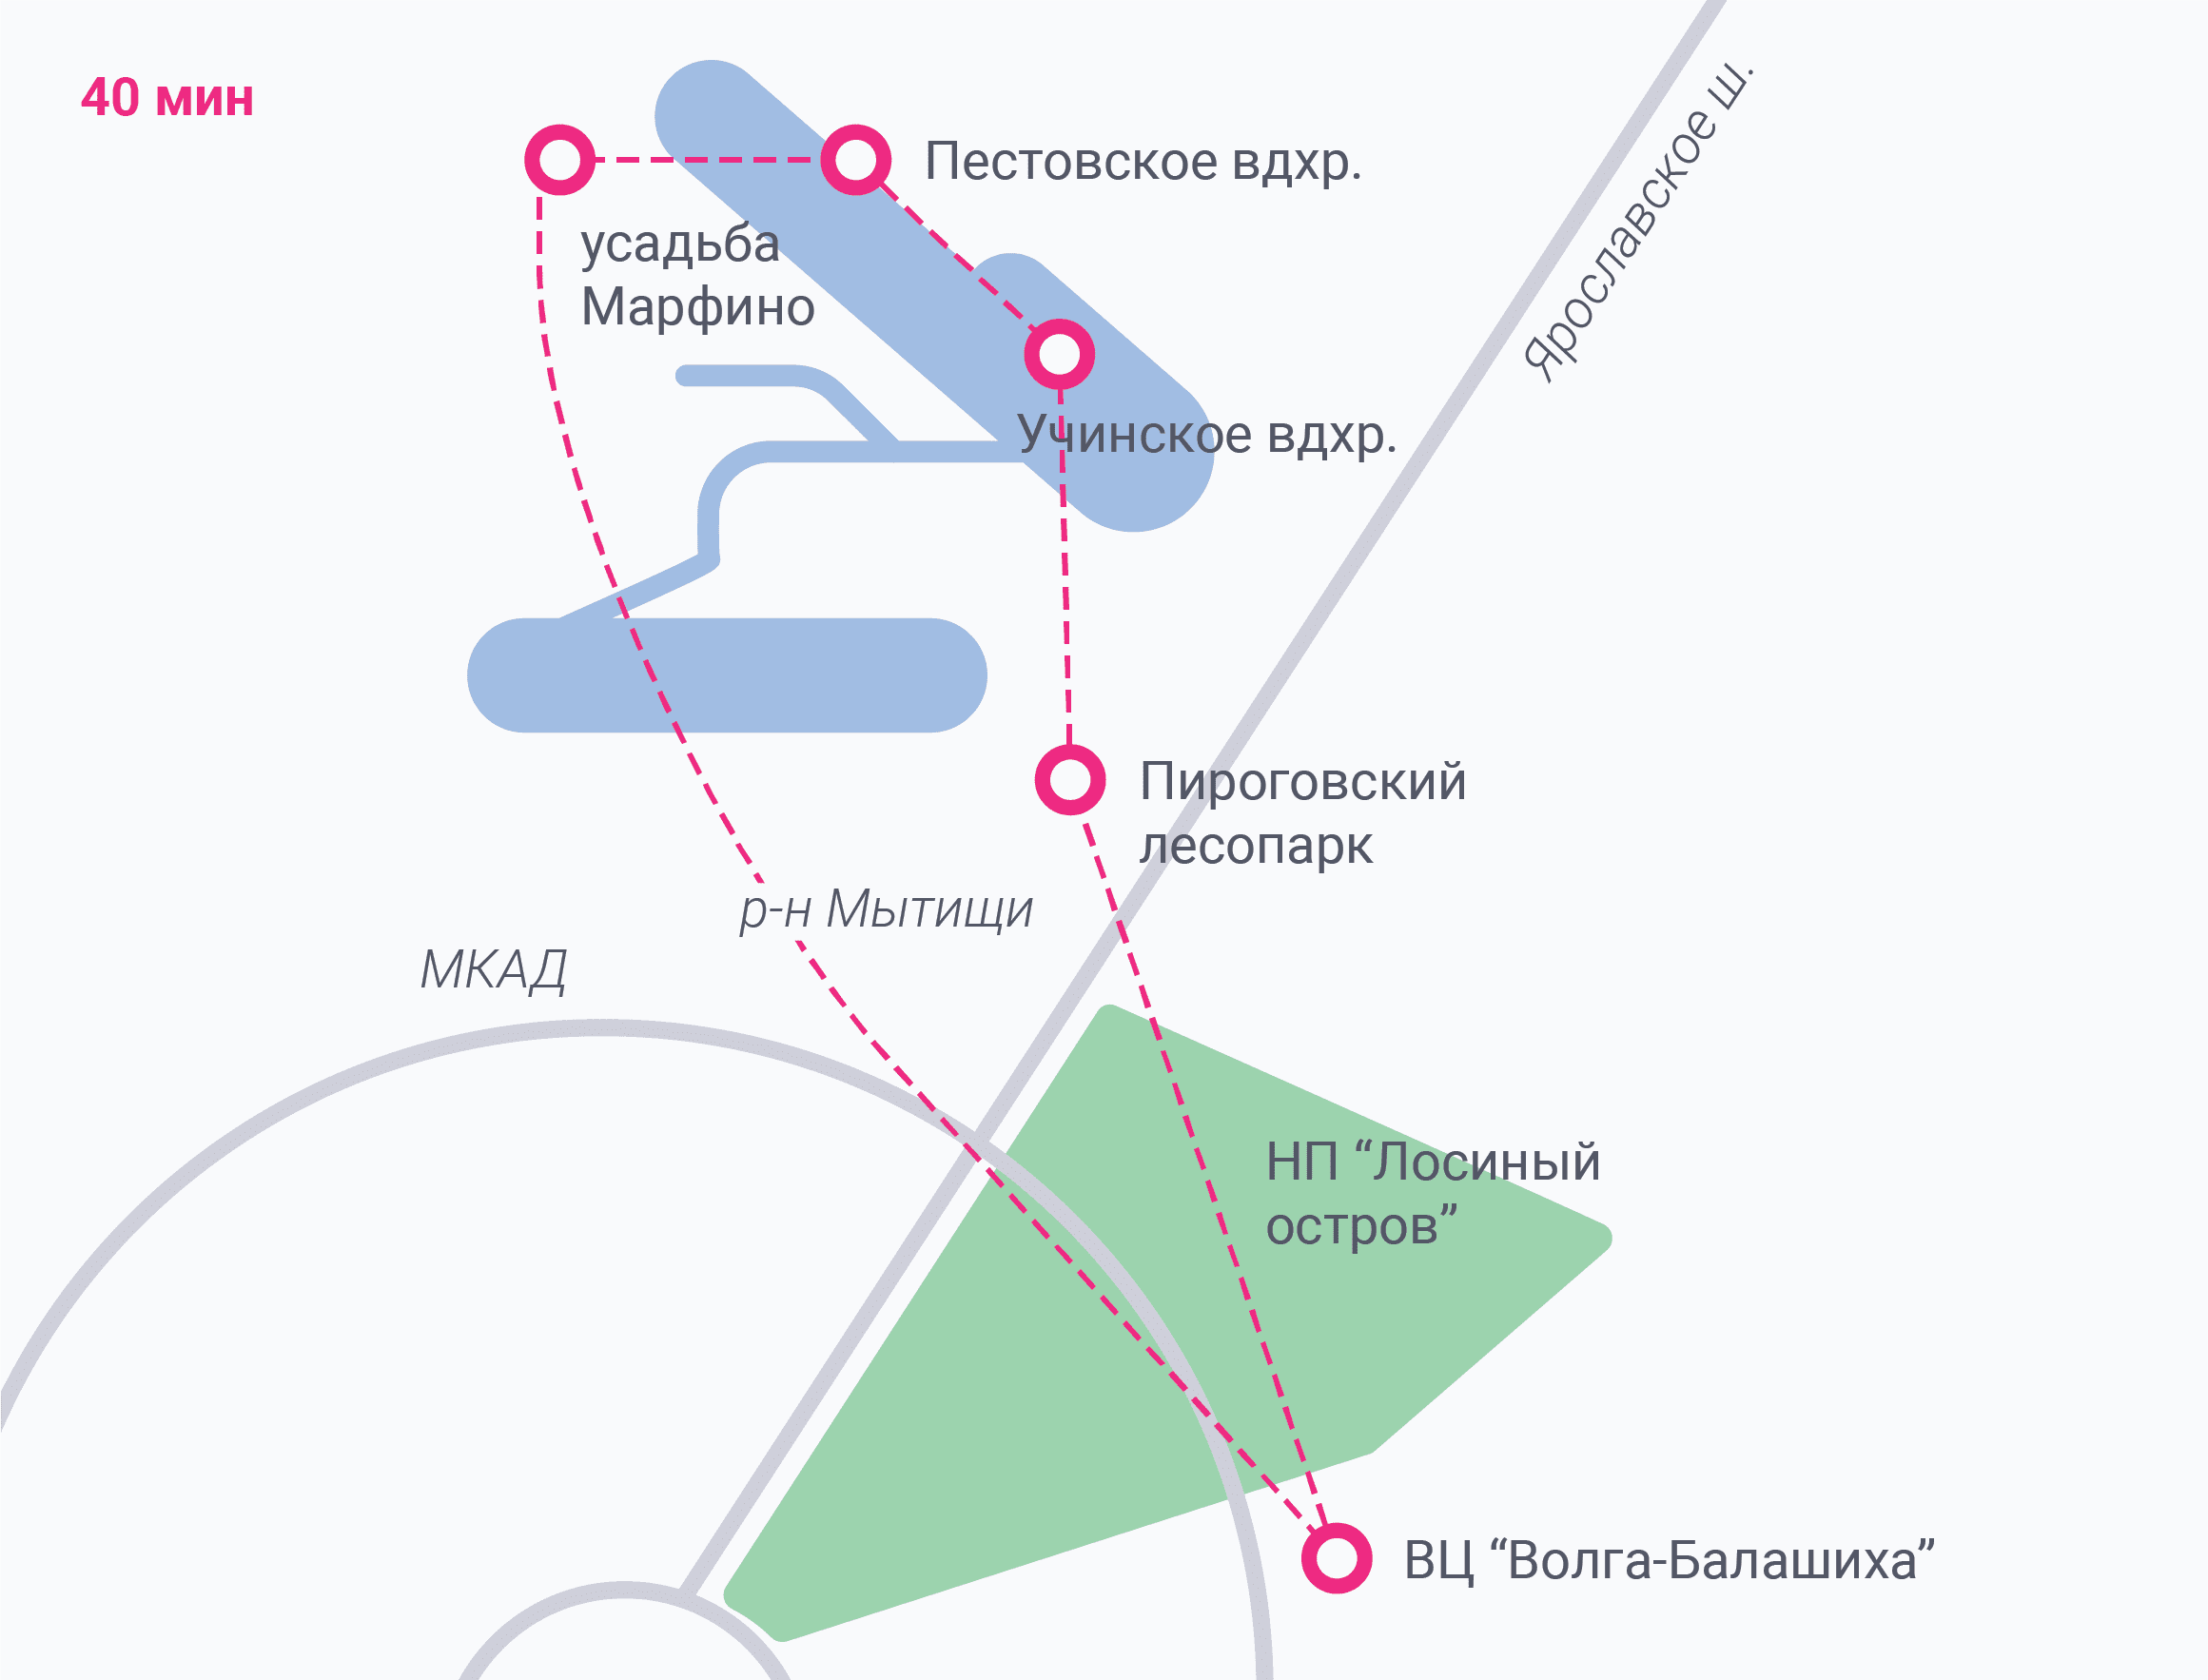 40 мин
Пестовское вдхр.
Ярославское ш.
усадьба
Марфино
Учинское вдхр.
Пироговский
лесопарк
р-н Мытищи
МКАД
НП “Лосиный
остров”
ВЦ “Волга-Балашиха”